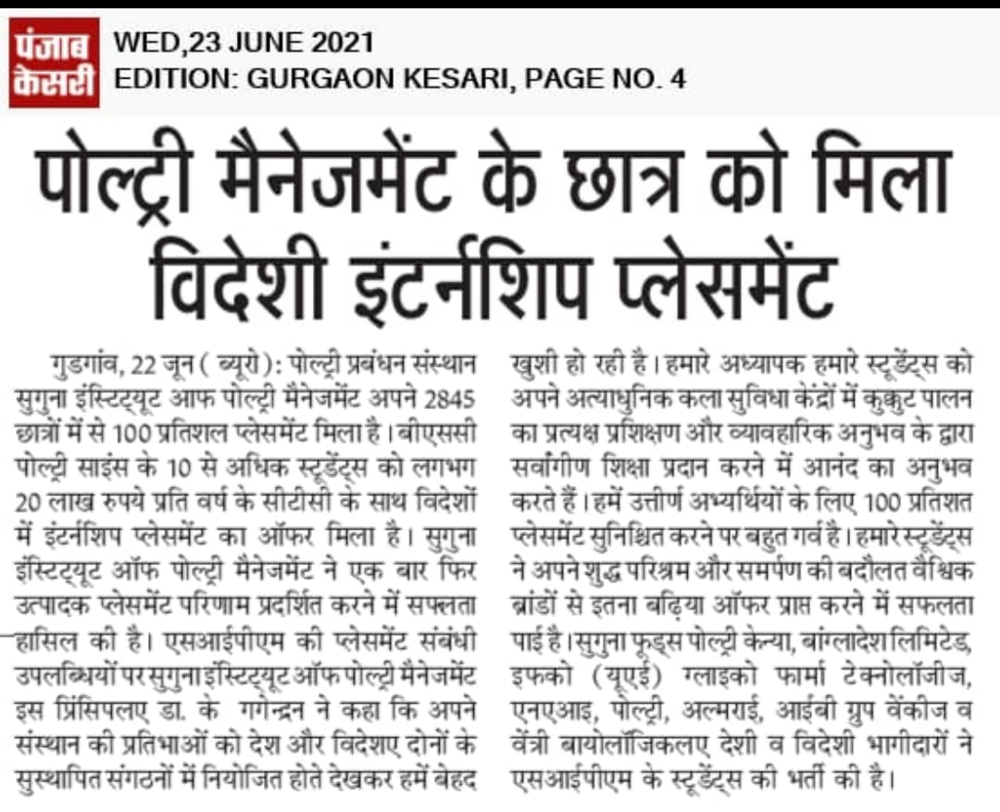 पंजाब
केसरी
WED,23 JUNE 2021
EDITION: GURGAON KESARI, PAGE NO. 4
पोल्ट्री मैनेजमेंट के छात्र को मिला
विदेशी इंटर्नशिप प्लेसमेंट
गुडगांव, 22 जून ( ब्यूरो): पोल्ट्री प्रबंधन संस्थान
सुगुना इंस्टिट्यूट आफ पोल्ट्री मैनेजमेंट अपने 2845
छात्रों में से 100 प्रतिशल प्लेसमेंट मिला है। बीएससी
पोल्ट्री साइंस के 10 से अधिक स्टूडेंट्स को लगभग
20 लाख रुपये प्रति वर्ष के सीटीसी के साथ विदेशों
में इंटर्नशिप प्लेसमेंट का ऑफर मिला है। सुगुना
इंस्टिट्यूट ऑफ पोल्ट्री मैनेजमेंट ने एक बार फिर
उत्पादक प्लेसमेंट परिणाम प्रदर्शित करने में सफ्लता
हासिल की है। एसआईपीएम की प्लेसमेंट संबंधी
उपलब्धियों पर सुगुना इंस्टिट्यूट ऑफ पोल्ट्री मैनेजमेंट
इस प्रिंसिपलए डा. के गगेन्द्रन ने कहा कि अपने
संस्थान की प्रतिभाओं को देश और विदेशए दोनों के
सुस्थापित संगठनों में नियोजित होते देखकर हमें बेहद
खुशी हो रही है। हमारे अध्यापक हमारे स्टूडेंट्स को
अपने अत्याधुनिक कला सुविधा केंद्रों में कुक्कुट पालन
का प्रत्यक्ष प्रशिक्षण और व्यावहारिक अनुभव के द्वारा
सर्वांगीण शिक्षा प्रदान करने में आनंद का अनुभव
करते हैं। हमें उत्तीर्ण अभ्यर्थियों के लिए 100 प्रतिशत
प्लेसमेंट सुनिश्चित करने पर बहुत गर्व है। हमारे स्टूडेंट्स
ने अपने शुद्ध परिश्रम और समर्पण की बदौलत वैश्विक
ब्रांडों से इतना बढ़िया ऑफर प्राप्त करने में सफलता
पाई है। सुगुना फूड्स पोल्ट्री केन्या, बांग्लादेश लिमिटेड,
इफको (यूएई) ग्लाइको फार्मा टेक्नोलॉजीज,
एनएआइ, पोल्ट्री, अल्मराई, आईबी ग्रुप वेंकीज व
वेंत्री बायोलॉजिकलए देशी व विदेशी भागीदारों ने
एसआईपीएम के स्टूडेंट्स की भर्ती की है।